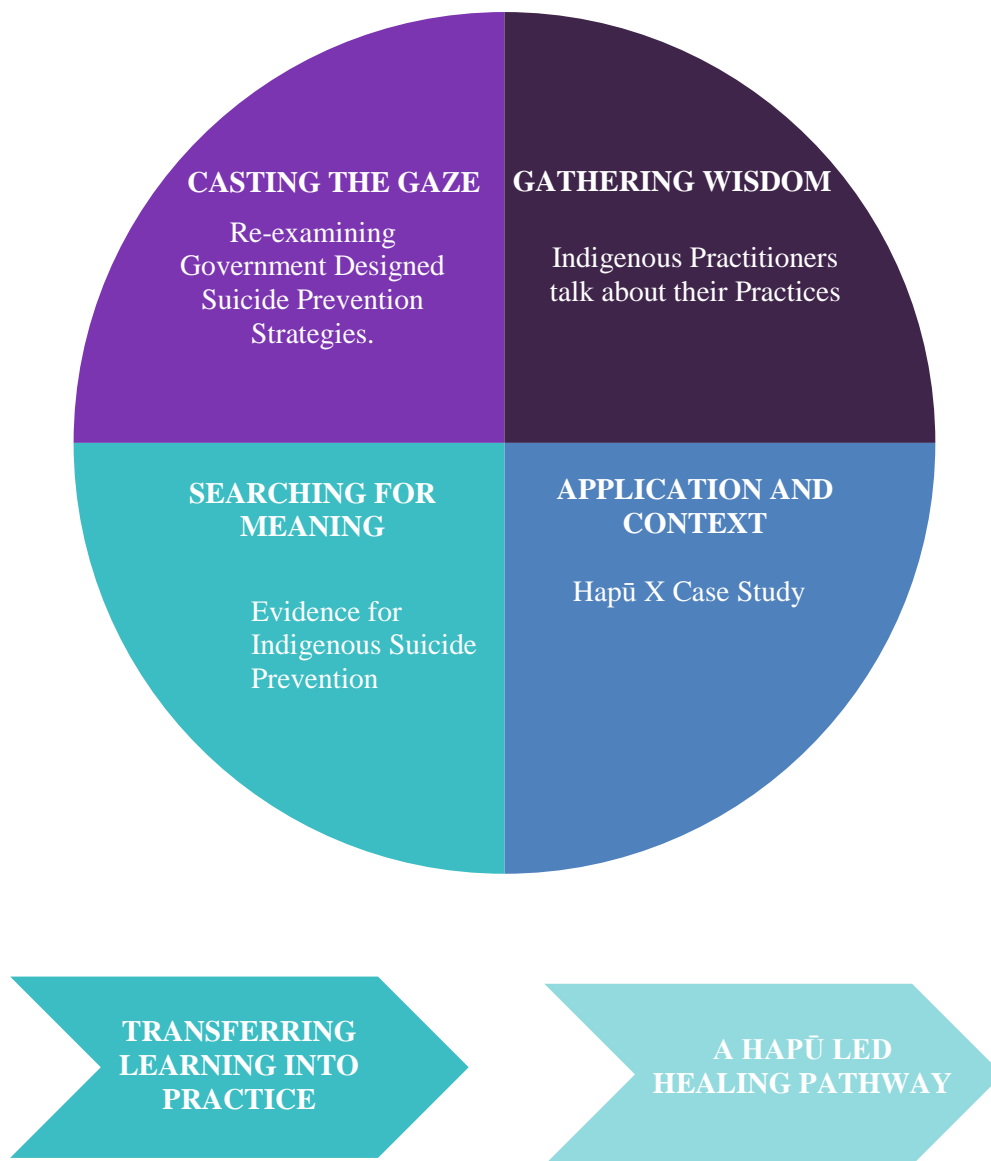 CASTING THE GAZE
Re-examining
Government Designed
Suicide Prevention
Strategies.
GATHERING WISDOM
Indigenous Practitioners
talk about their Practices
SEARCHING FOR
MEANING
Evidence for
Indigenous Suicide
Prevention
APPLICATION AND
CONTEXT
Hapū X Case Study
TRANSFERRING
LEARNING INTO
PRACTICE
A HAPŪ LED
HEALING PATHWAY